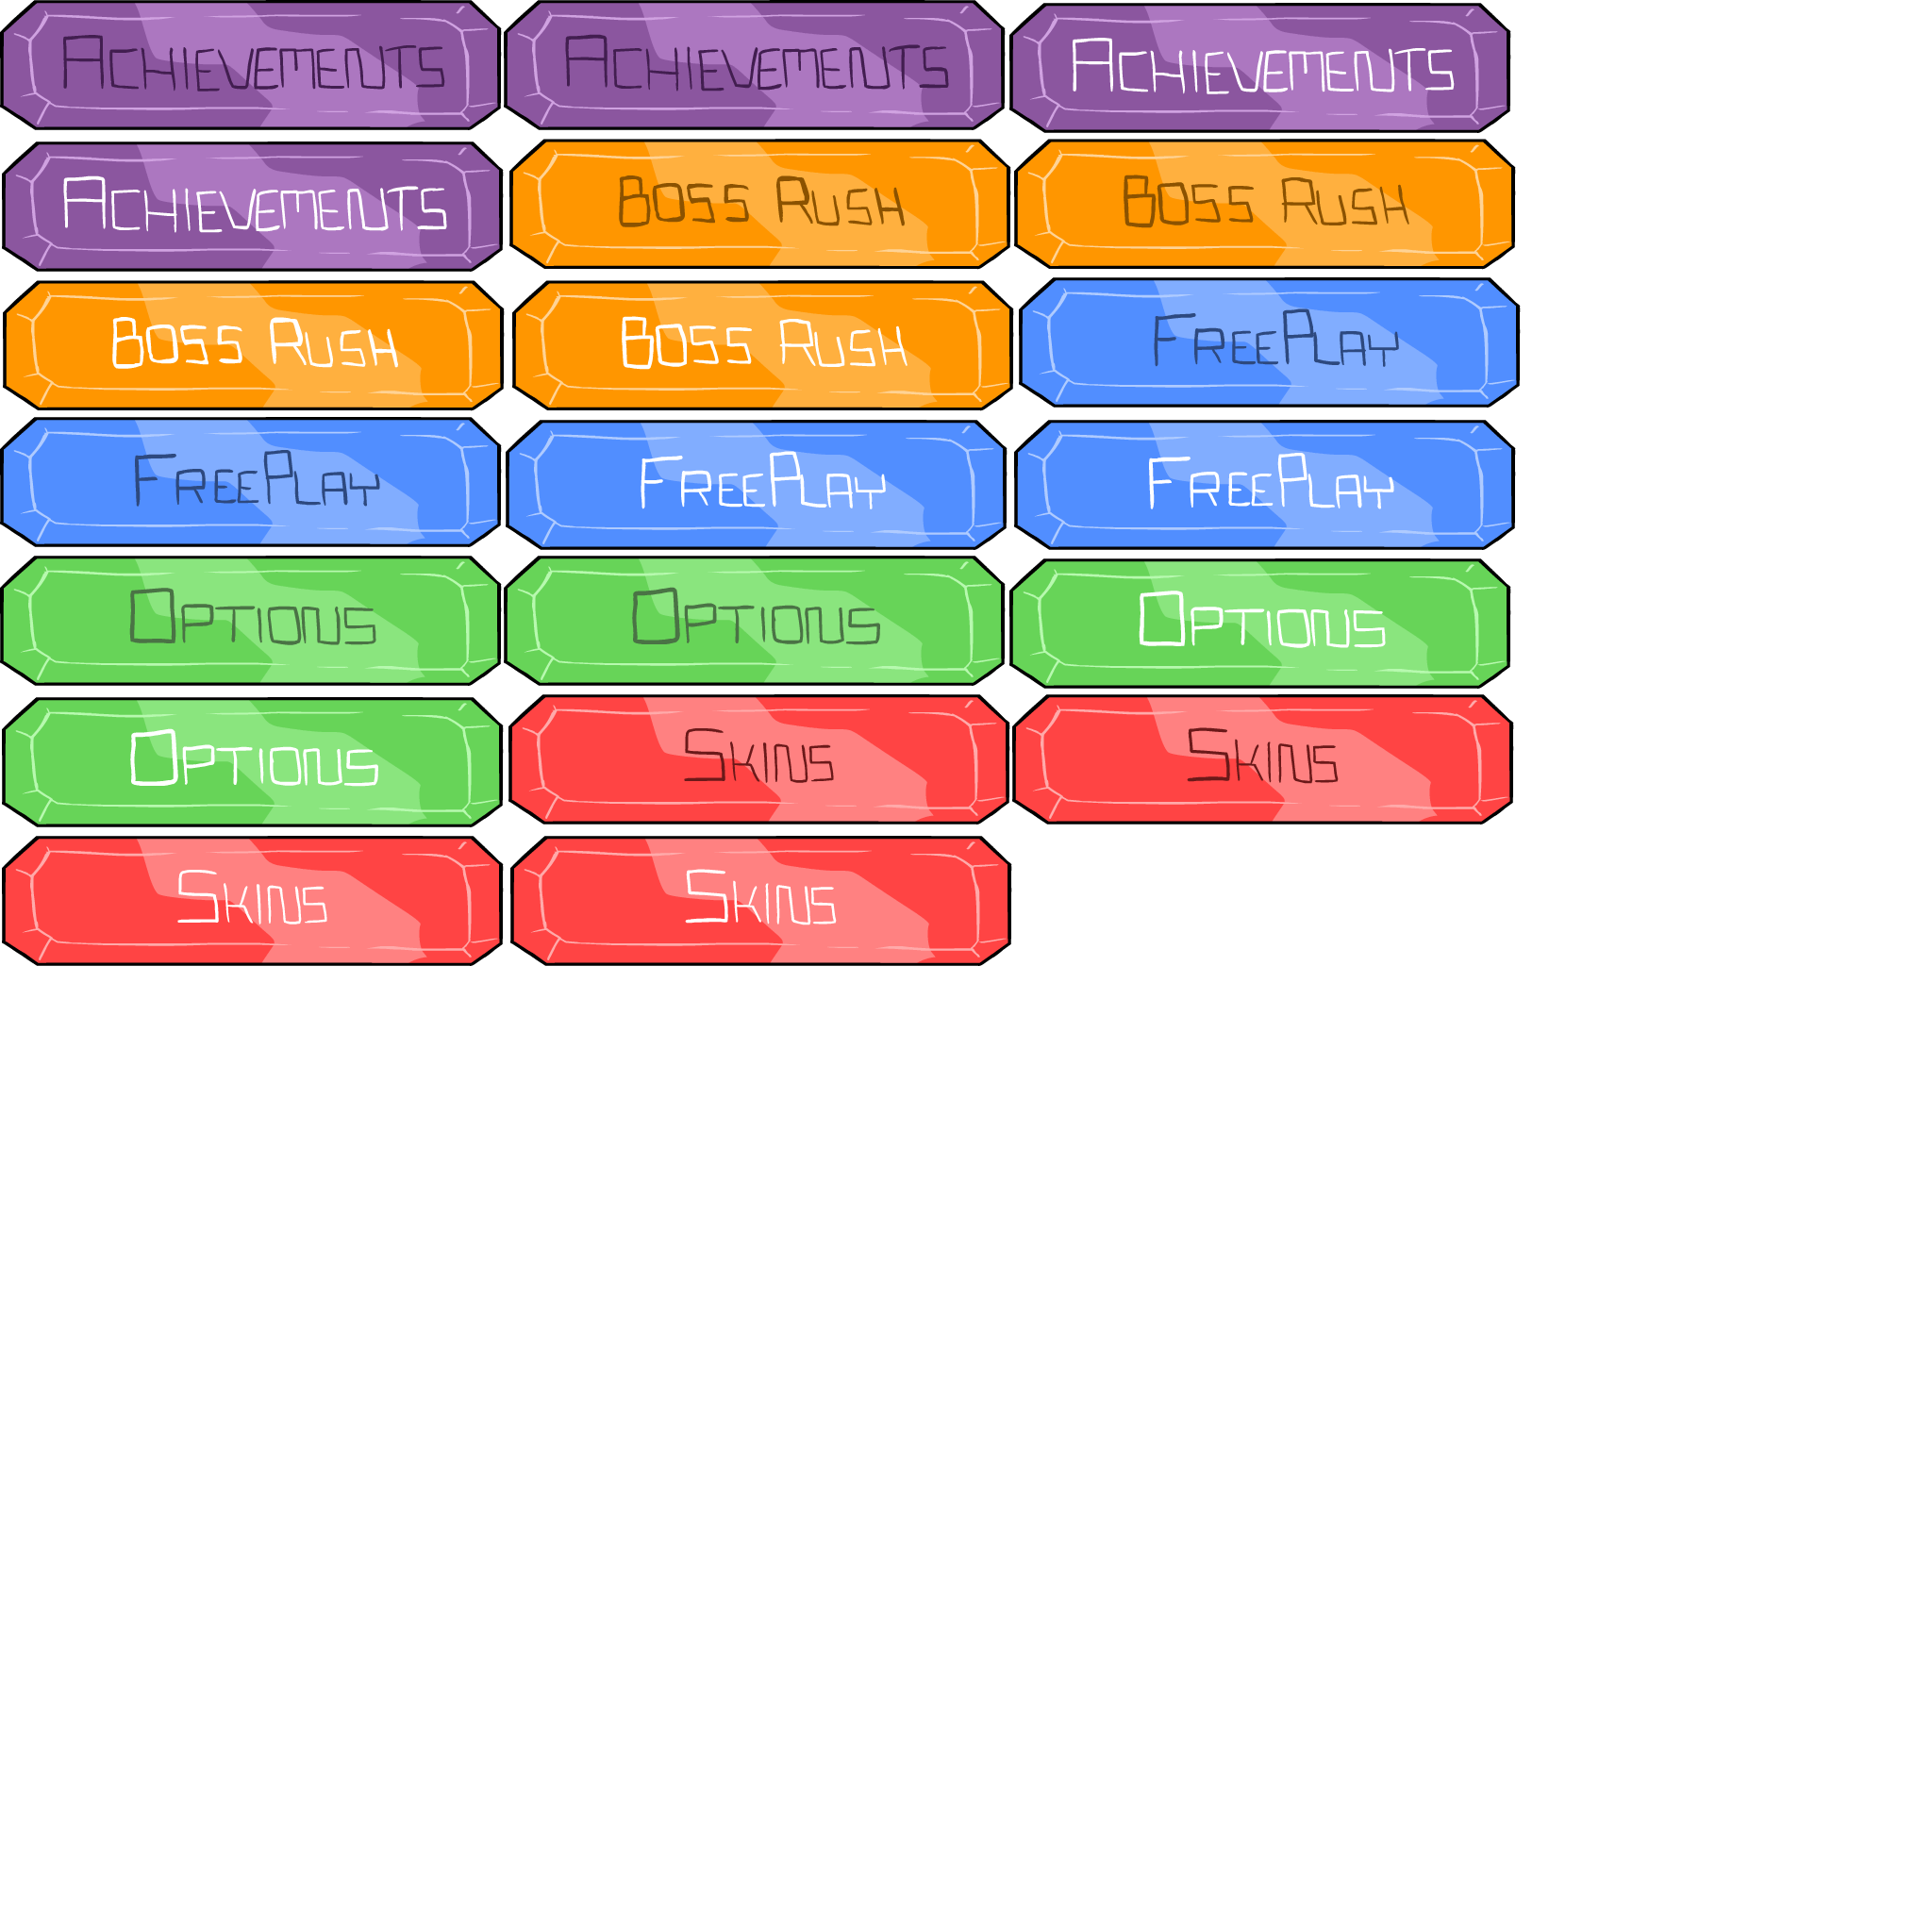 Achievements Achievements Achievements
Achievements Boss Rush Boss Rush
Boss Rush Boss Rush FreePlay
FreePlay FreePlay FreePlay
Options Options Options
Options Skins Skins
Skins Skins